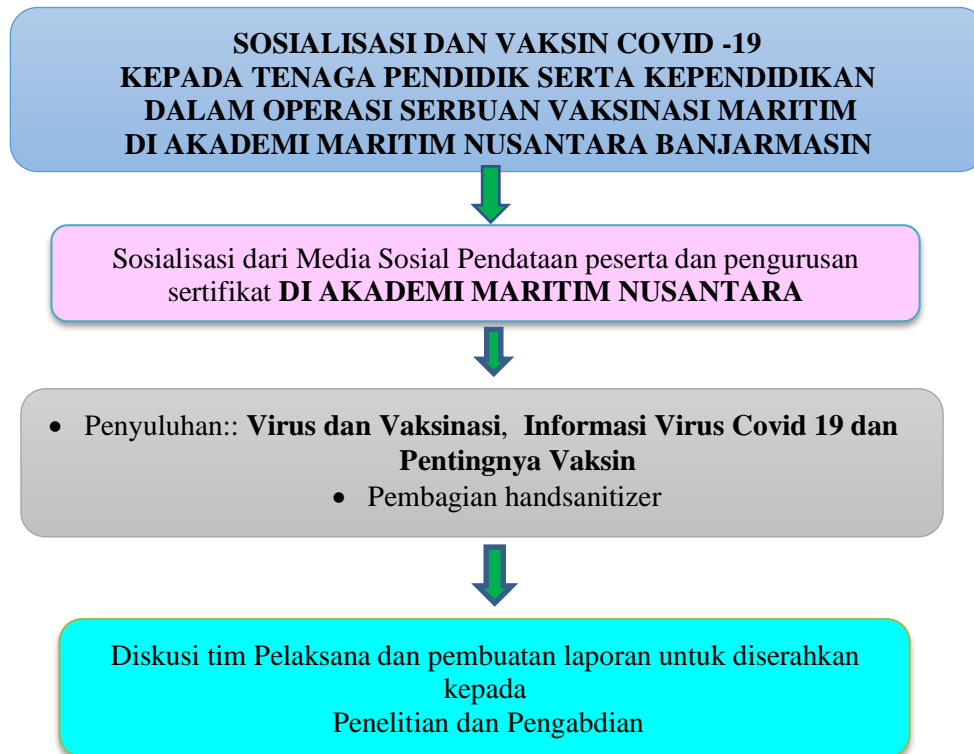 SOSIALISASI DAN VAKSIN COVID -19
KEPADA TENAGA PENDIDIK SERTA KEPENDIDIKAN
DALAM OPERASI SERBUAN VAKSINASI MARITIM
DI AKADEMI MARITIM NUSANTARA BANJARMASIN
Sosialisasi dari Media Sosial Pendataan peserta dan pengurusan
sertifikat DI AKADEMI MARITIM NUSANTARA
• Penyuluhan:: Virus dan Vaksinasi, Informasi Virus Covid 19 dan
Pentingnya Vaksin
• Pembagian handsanitizer
Diskusi tim Pelaksana dan pembuatan laporan untuk diserahkan
kepada
Penelitian dan Pengabdian